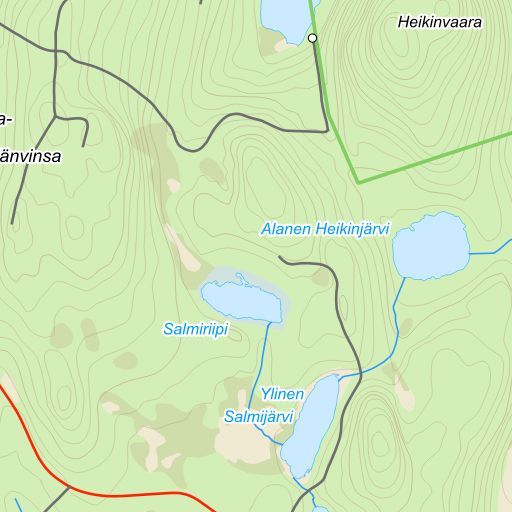 Heikinvaara
a-
änvinsa
Alanen Heikinjärvi
Salmiriipi
Ylinen
Salmijärvi